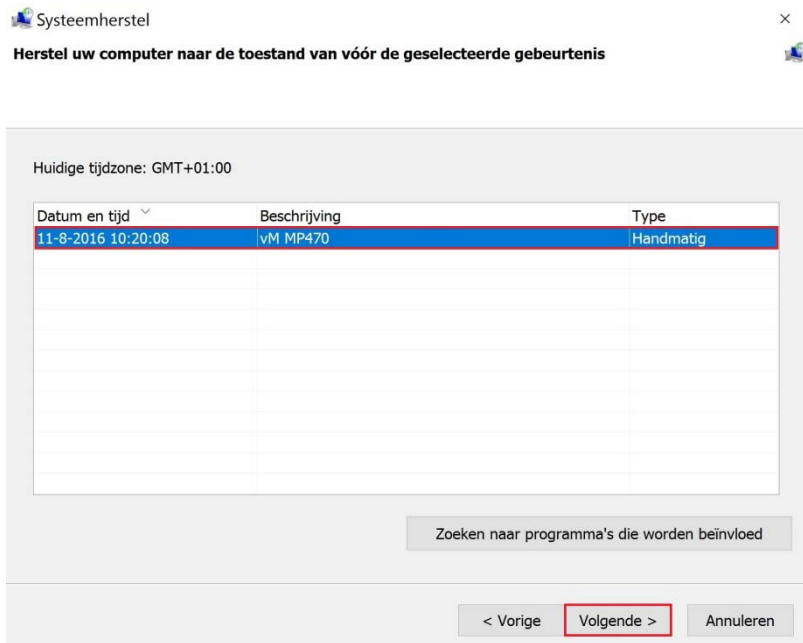 Systeemherstel
Herstel uw computer naar de toestand van vóór de geselecteerde gebeurtenis
Huidige tijdzone: GMT+01:00
Datum en tijd Beschrijving Type
11-8-2016 10:20:08 vM MP470 Handmatig
Zoeken naar programma's die worden beïnvloed
< Vorige Volgende > Annuleren